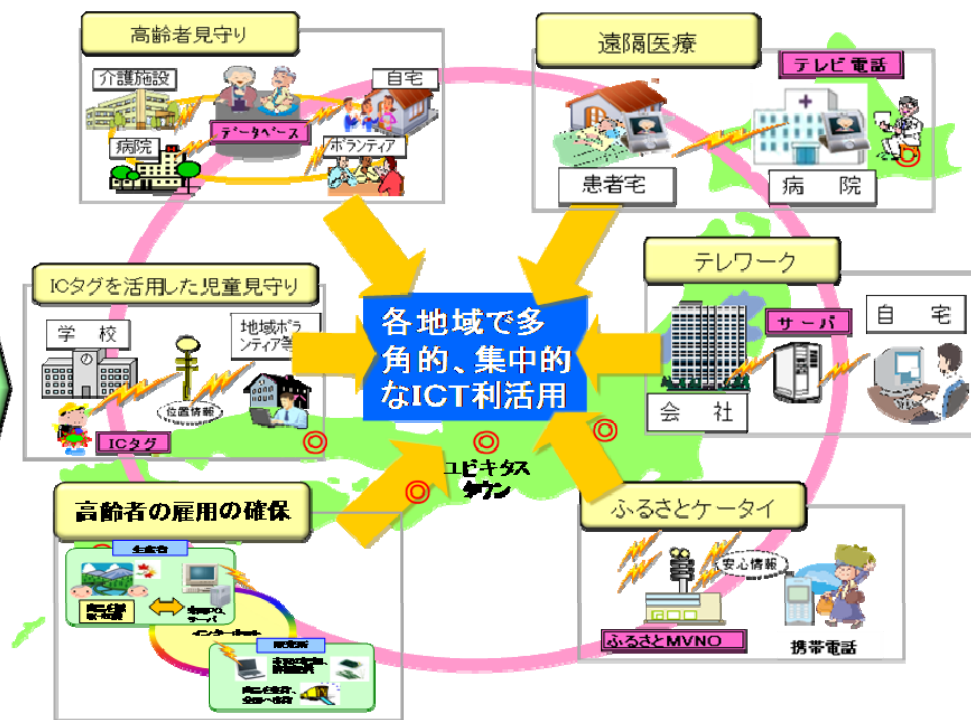 高齢者見守り
介護施設
自宅
データベース
病院
ボランティア
遠隔医療
テレビ電話
患者宅
病 院
ICタグを活用した児童見守り
学 校
地域ボラ
ンティア等
位置情報
ICタグ
各地域で多
角的、集中的
なICT利活用
テレワーク
サーバ
自 宅
会 社
ユビキタス
タウン
高齢者の雇用の確保
生産者
サーバ
インターネット
ふるさとケータイ
安心情報
ふるさとMVNO
携帯電話